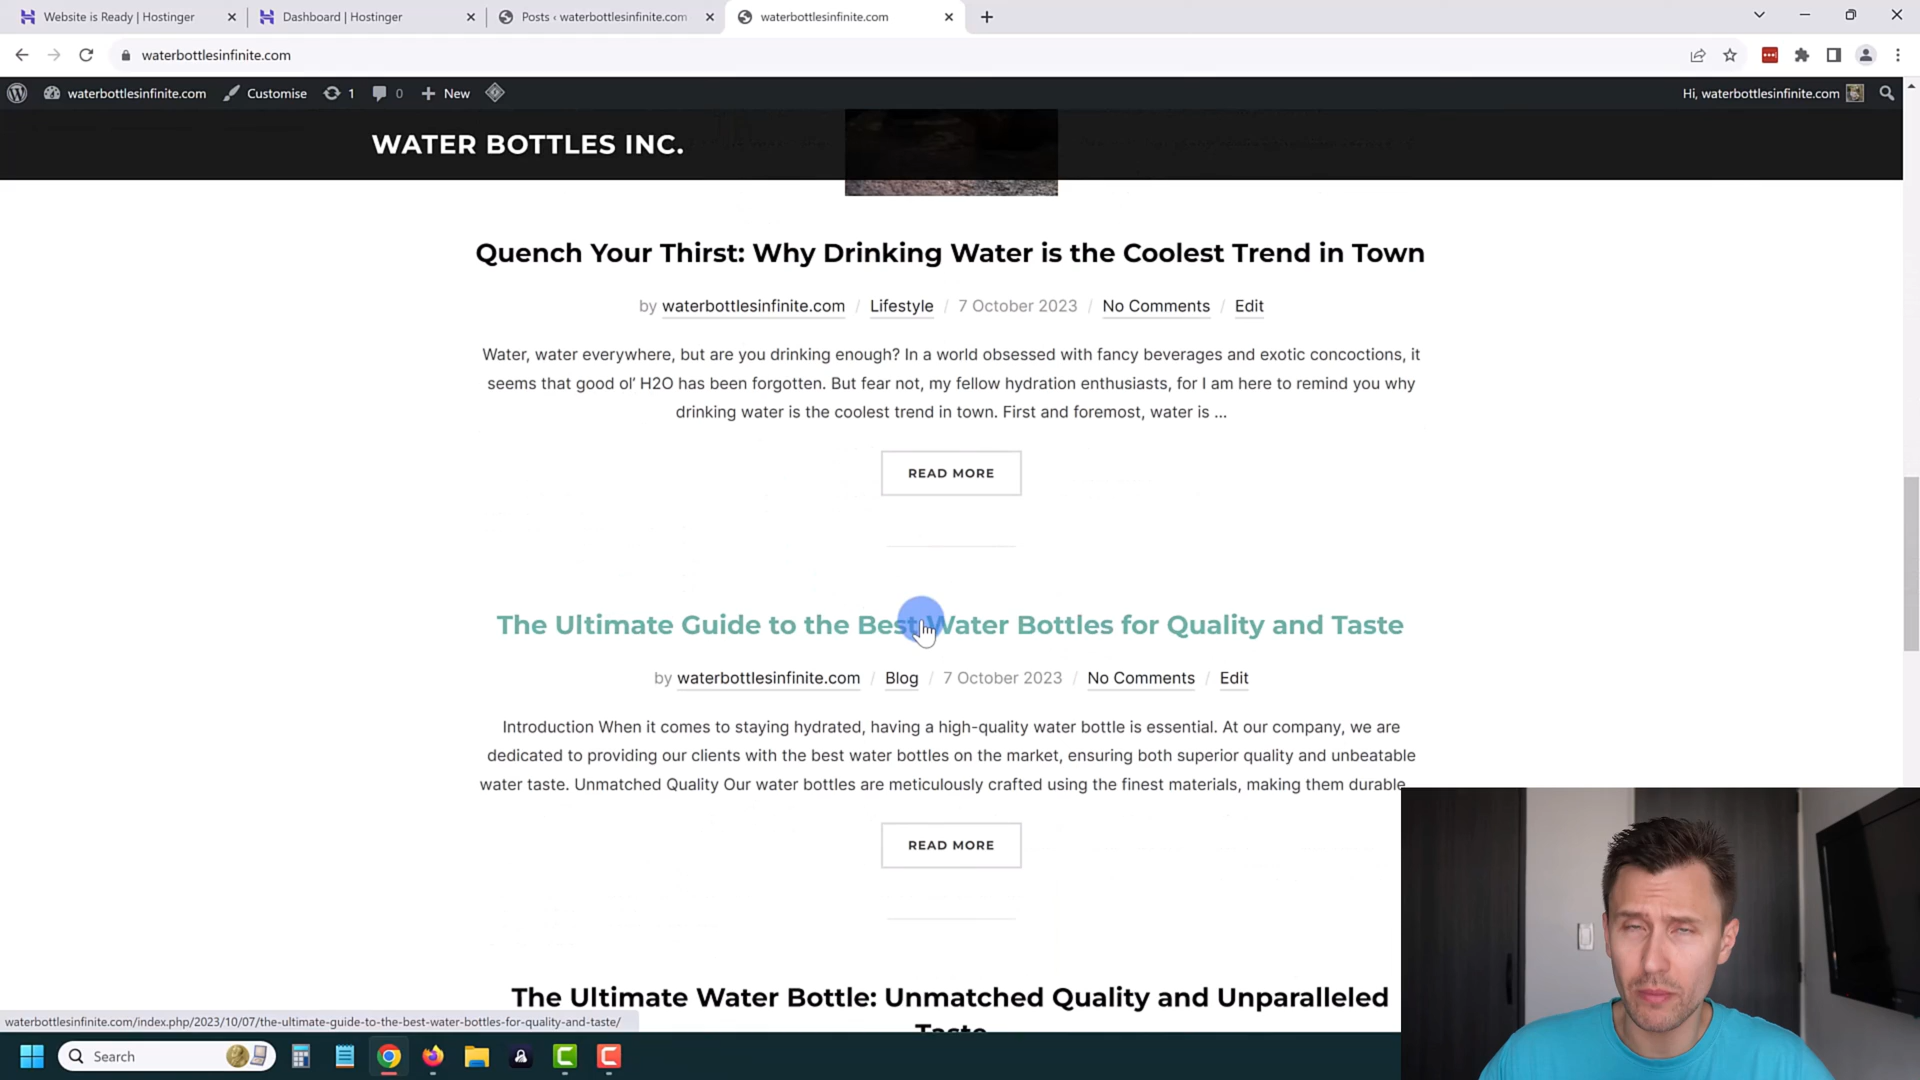 Website is Ready | Hostinger
Dashboard | Hostinger
Posts ‹ waterbottlesinfinite.com
waterbottlesinfinite.com
waterbottlesinfinite.com
waterbottlesinfinite.com Customise 1 0 New
Hi, waterbottlesinfinite.com
WATER BOTTLES INC.
Quench Your Thirst: Why Drinking Water is the Coolest Trend in Town
by waterbottlesinfinite.com / Lifestyle / 7 October 2023 / No Comments / Edit
Water, water everywhere, but are you drinking enough? In a world obsessed with fancy beverages and exotic concoctions, it
seems that good ol’ H2O has been forgotten. But fear not, my fellow hydration enthusiasts, for I am here to remind you why
drinking water is the coolest trend in town. First and foremost, water is ...
READ MORE
The Ultimate Guide to the Best Water Bottles for Quality and Taste
by waterbottlesinfinite.com / Blog / 7 October 2023 / No Comments / Edit
Introduction When it comes to staying hydrated, having a high-quality water bottle is essential. At our company, we are
dedicated to providing our clients with the best water bottles on the market, ensuring both superior quality and unbeatable
water taste. Unmatched Quality Our water bottles are meticulously crafted using the finest materials, making them durable
READ MORE
The Ultimate Water Bottle: Unmatched Quality and Unparalleled
Taste
waterbottlesinfinite.com/index.php/2023/10/07/the-ultimate-guide-to-the-best-water-bottles-for-quality-and-taste/
Search